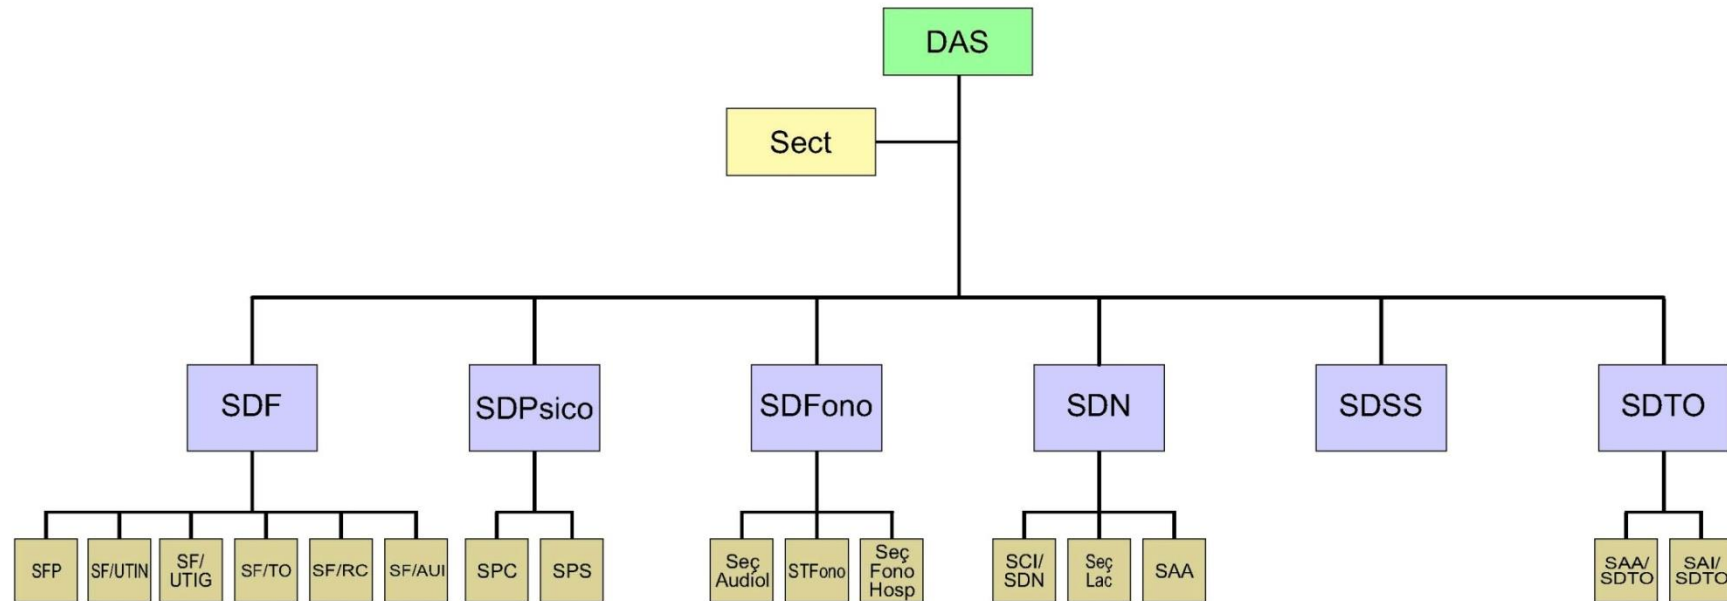 DAS
Sect
SDF
SDPsico
SDFono
SDN
SDSS
SDTO
SFP
SF/UTIN
SF/
UTIG
SF/TO
SF/RC
SF/AUI
SPC
SPS
Seç
Audiol
STFono
Seç
Fono
Hosp
SCI/
SDN
Seç
Lac
SAA
SAA/
SDTO
SAI/
SDTO